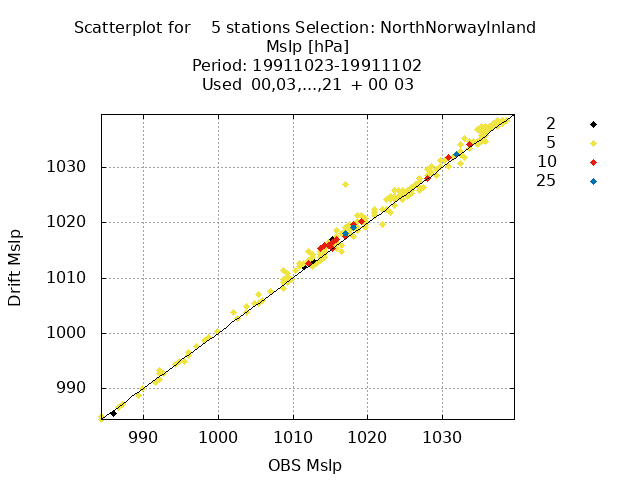 Scatterplot for    5 stations Selection: NorthNorwayInland
Mslp [hPa]
Period: 19911023-19911102
Used  00,03,...,21  + 00 03
2
5
10
25
Drift Mslp
1030
1020
1010
1000
990
990 1000 1010 1020 1030
OBS Mslp